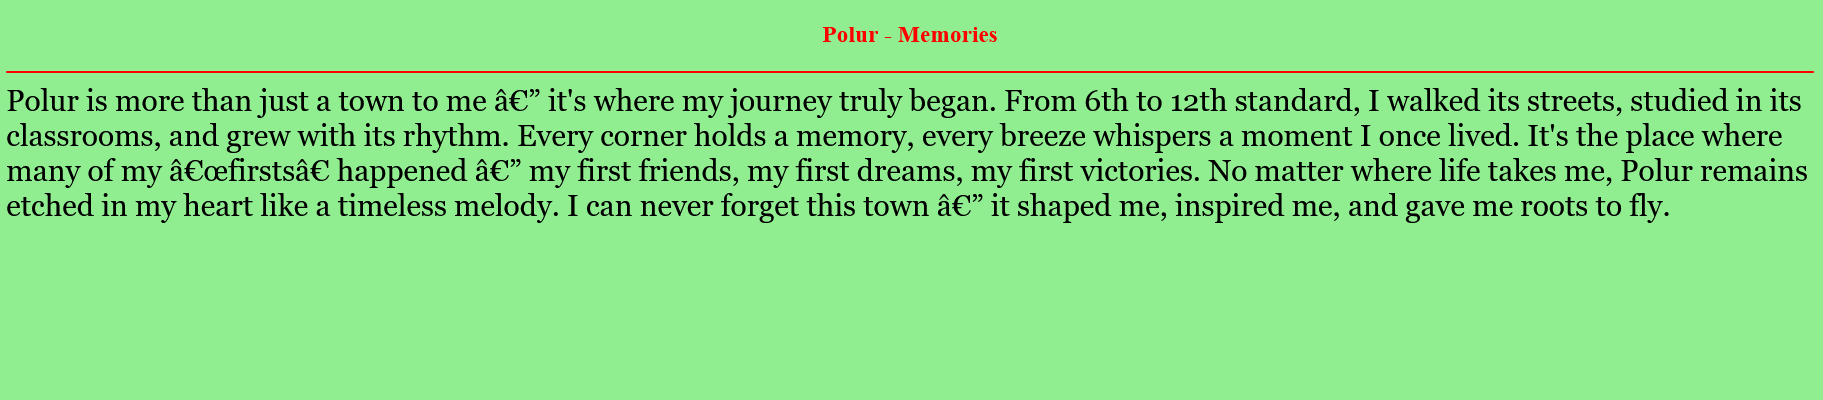 Polur - Memories
Polur is more than just a town to me â€” it's where my journey truly began. From 6th to 12th standard, I walked its streets, studied in its
classrooms, and grew with its rhythm. Every corner holds a memory, every breeze whispers a moment I once lived. It's the place where
many of my â€œfirstsâ€ happened â€” my first friends, my first dreams, my first victories. No matter where life takes me, Polur remains
etched in my heart like a timeless melody. I can never forget this town â€” it shaped me, inspired me, and gave me roots to fly.